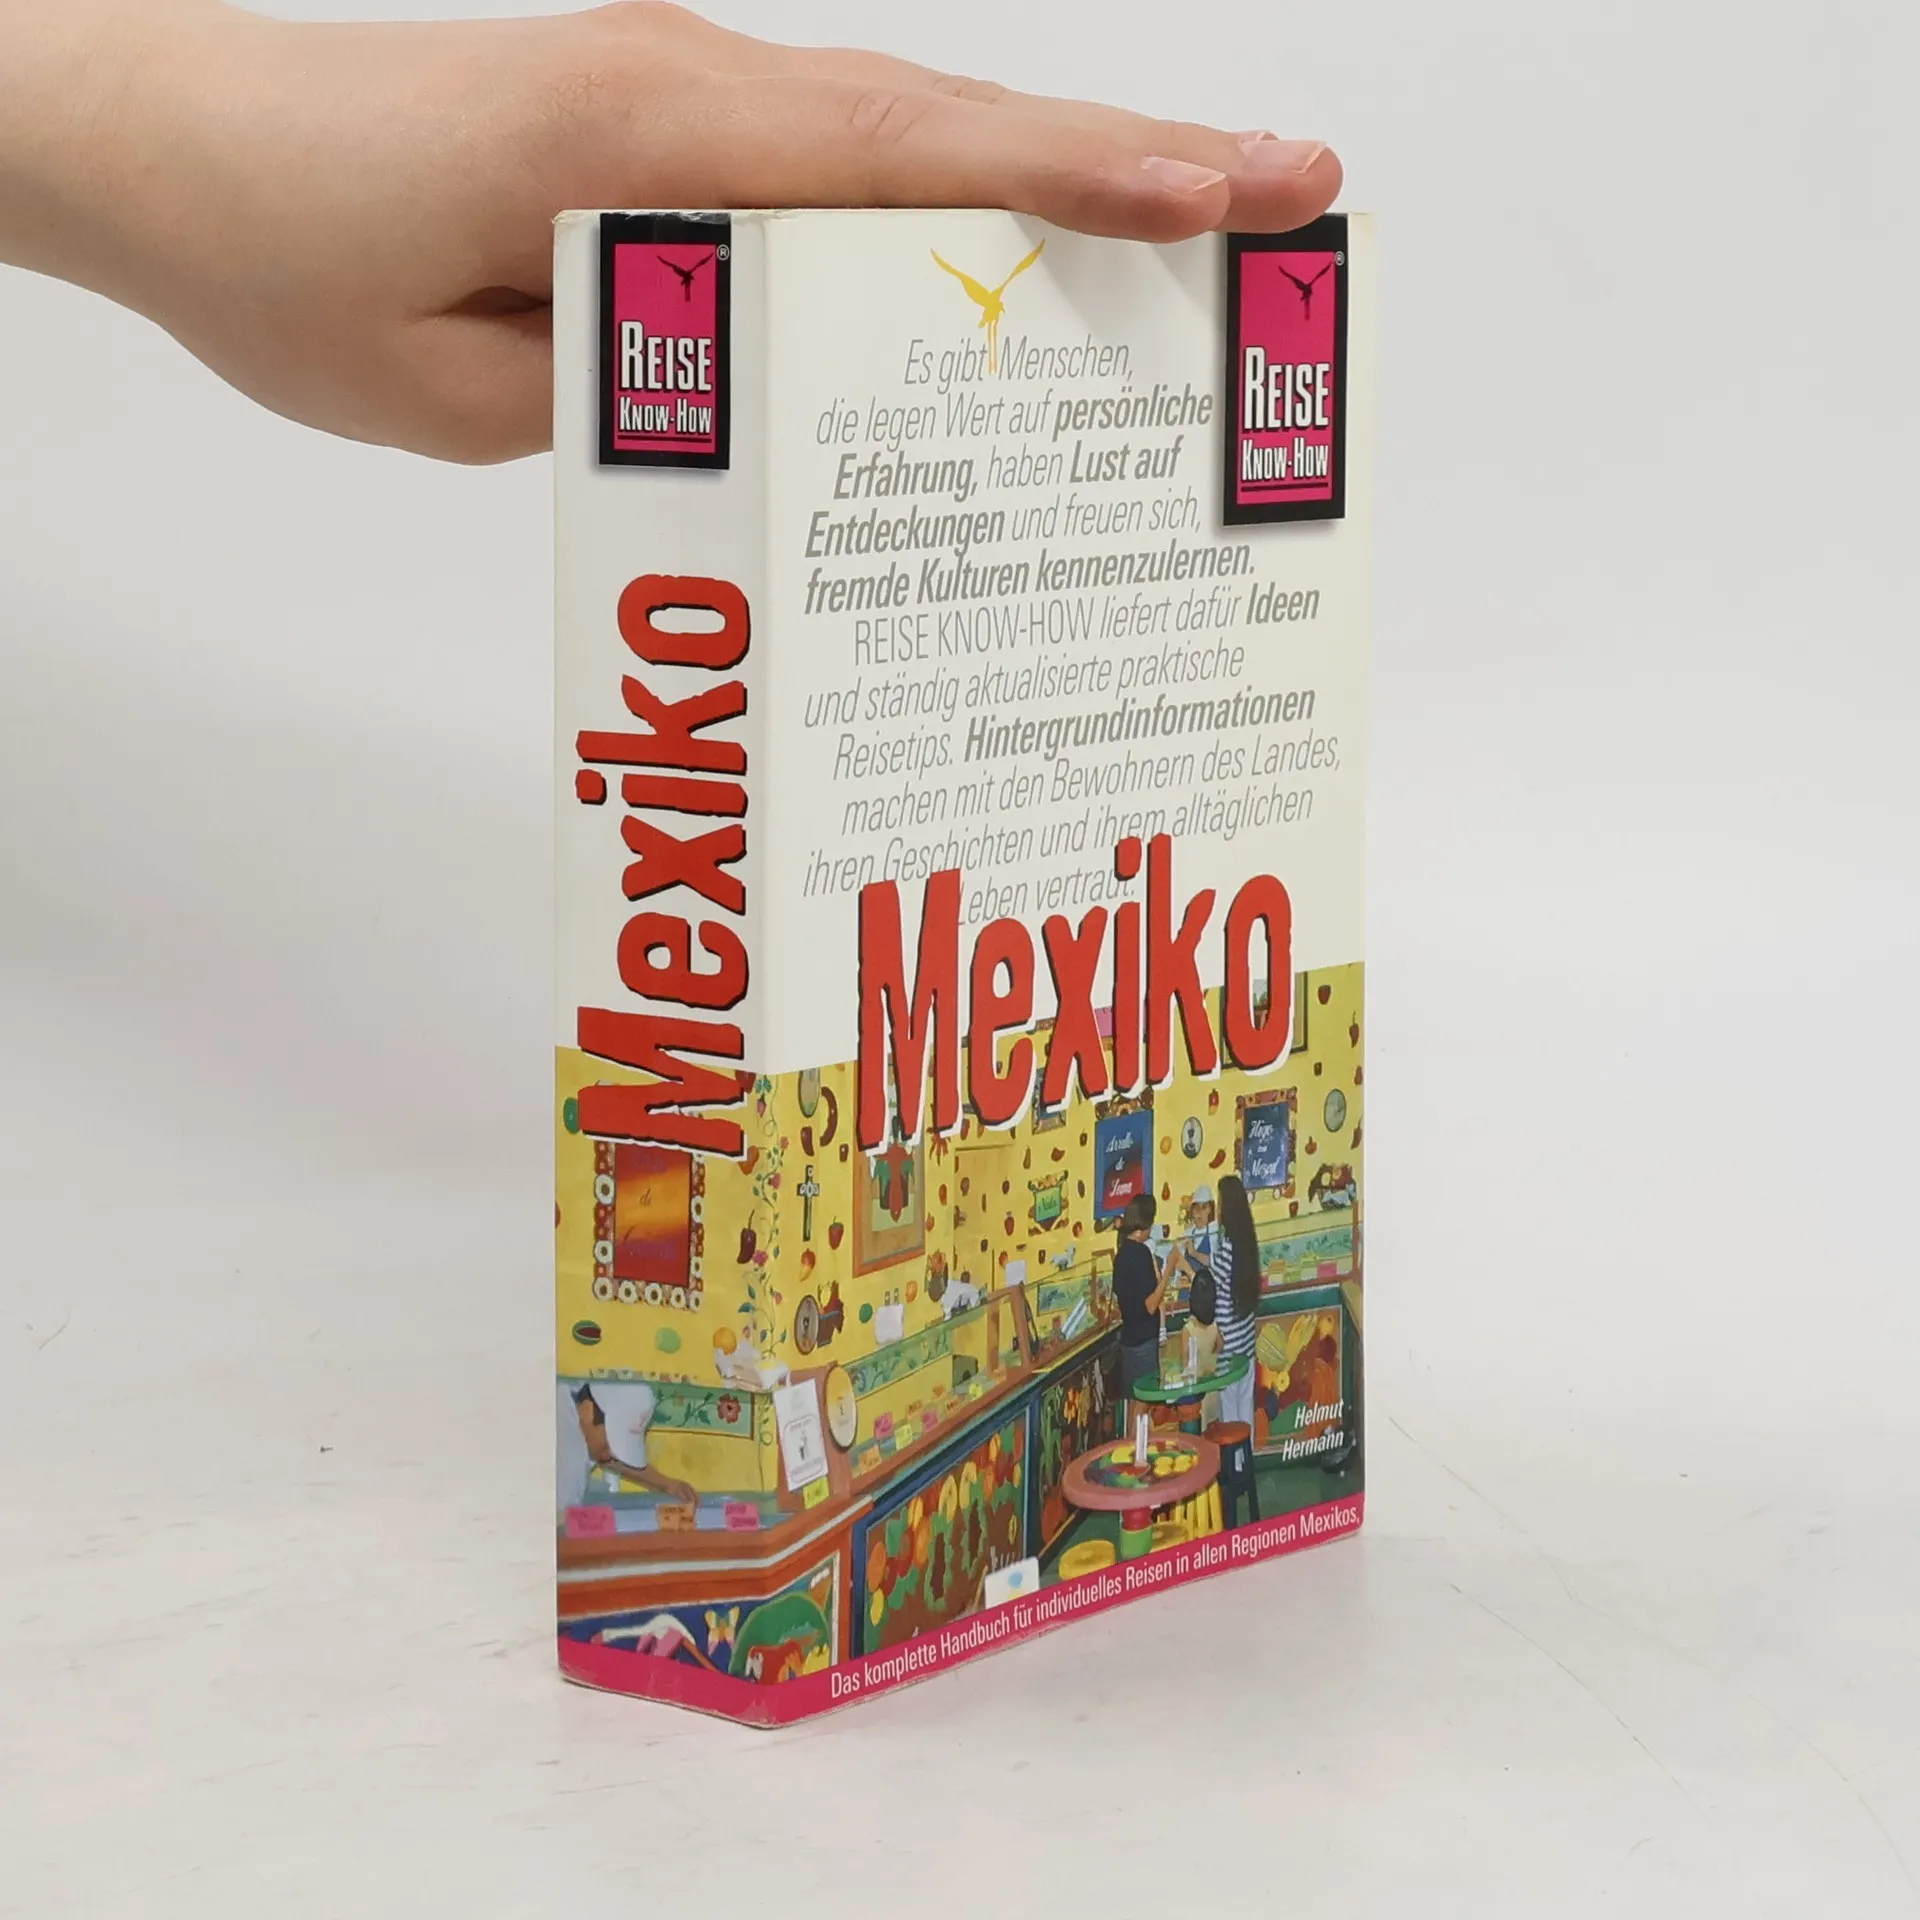 REISE
KNOW-HOW
®
Mexiko
Es gibt Menschen,
die legen Wert auf persönliche
Erfahrung, haben Lust auf
Entdeckungen und freuen sich,
fremde Kulturen kennenzulernen.
REISE KNOW-HOW liefert dafür Ideen
und ständig aktualisierte praktische
Reisetips. Hintergrundinformationen
machen mit den Bewohnern des Landes,
ihren Geschichten und ihrem alltäglichen
Leben vertraut.
REISE
KNOW-HOW
®
Mexiko
de
de
Helmut
Hermann
Das komplette Handbuch für individuelles Reisen in allen Regionen Mexikos,